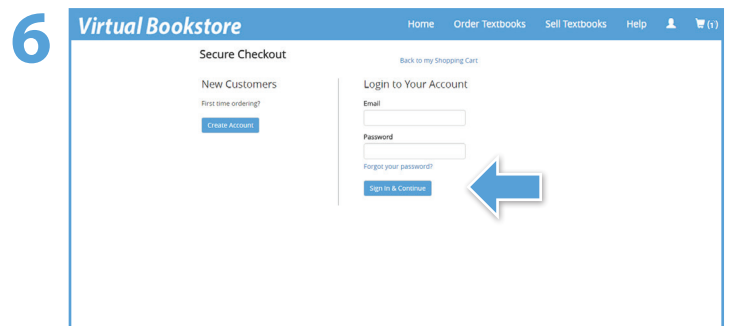 6
Virtual Bookstore
Home Order Textbooks Sell Textbooks Help (1)
Secure Checkout
Back to my Shopping Cart
New Customers
First time ordering?
Create Account
Login to Your Account
Email
Password
Forgot your password?
Sign In & Continue